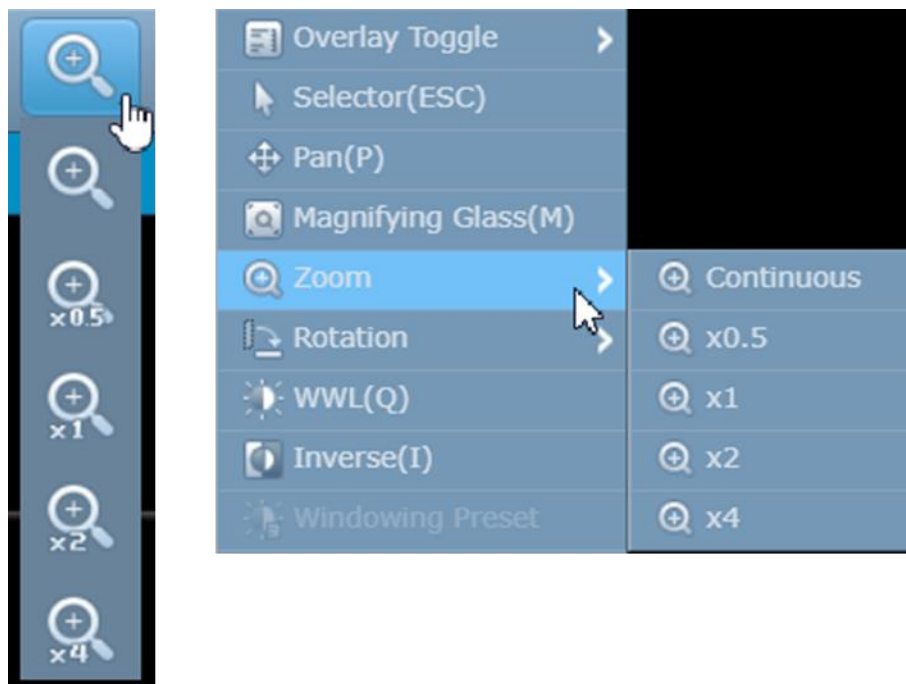 x0.5
x1
x2
x4
Overlay Toggle
Selector(ESC)
Pan(P)
Magnifying Glass(M)
Zoom
Rotation
WWL(Q)
Inverse(I)
Windowing Preset
Continuous
x0.5
x1
x2
x4